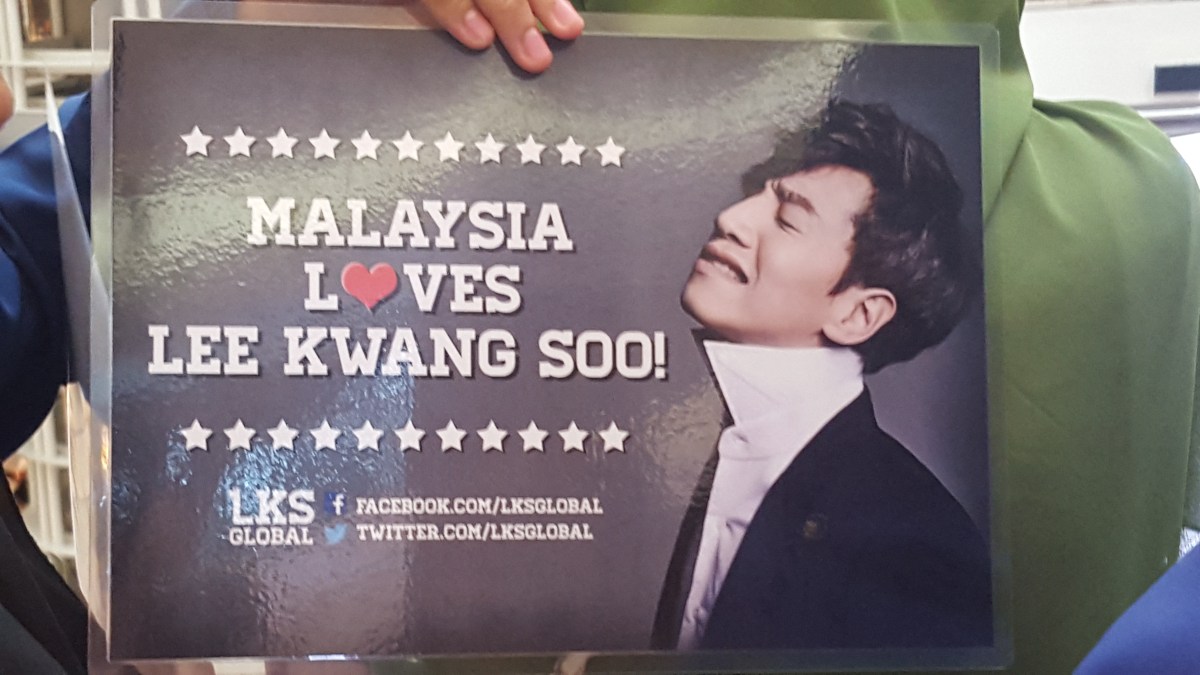 MALAYSIA
L❤VES
LEE KWANG SOO!
LKS
GLOBAL
FACEBOOK.COM/LKSGLOBAL
TWITTER.COM/LKSGLOBAL